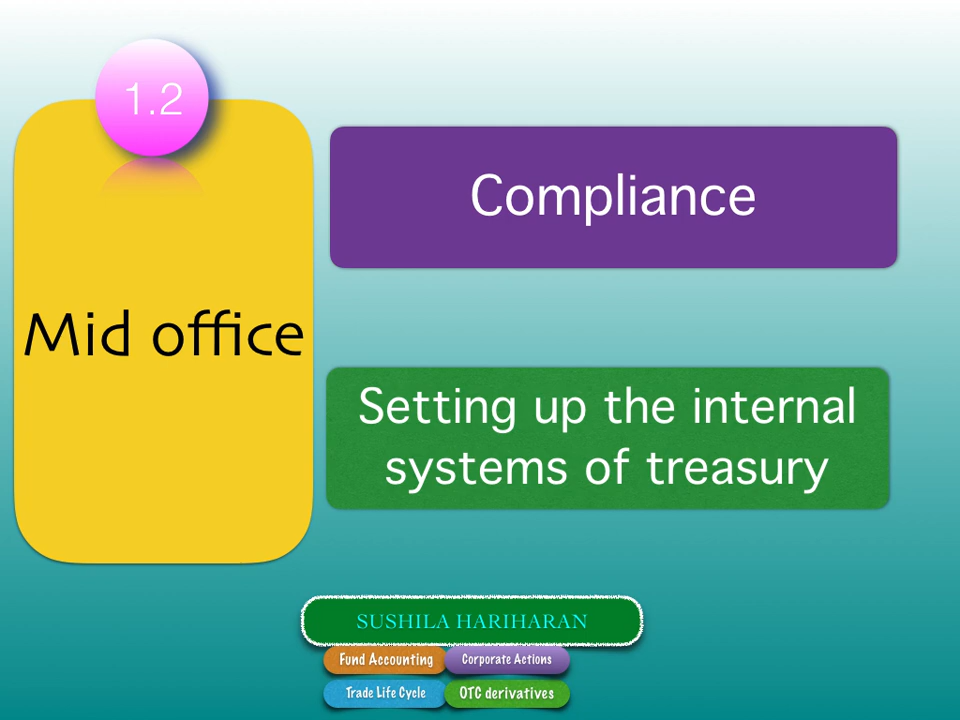 1.2
Mid office
Compliance
Setting up the internal
systems of treasury
SUSHILA HARIHARAN
Fund Accounting
Corporate Actions
Trade Life Cycle
OTC derivatives